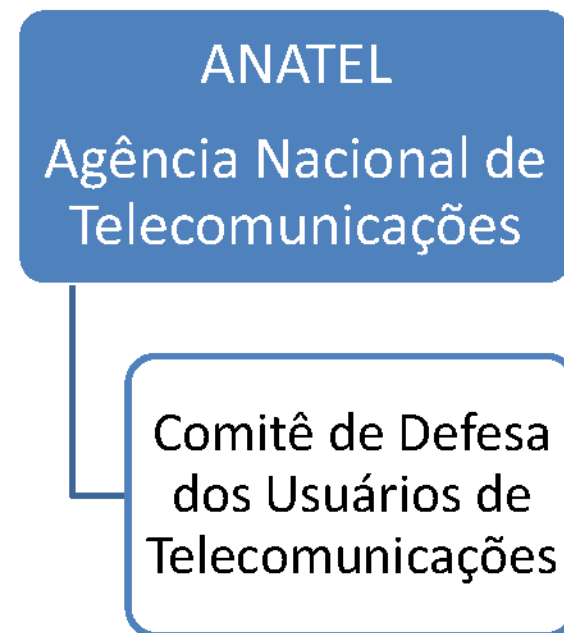 ANATEL
Agência Nacional de
Telecomunicações
Comitê de Defesa
dos Usuários de
Telecomunicações